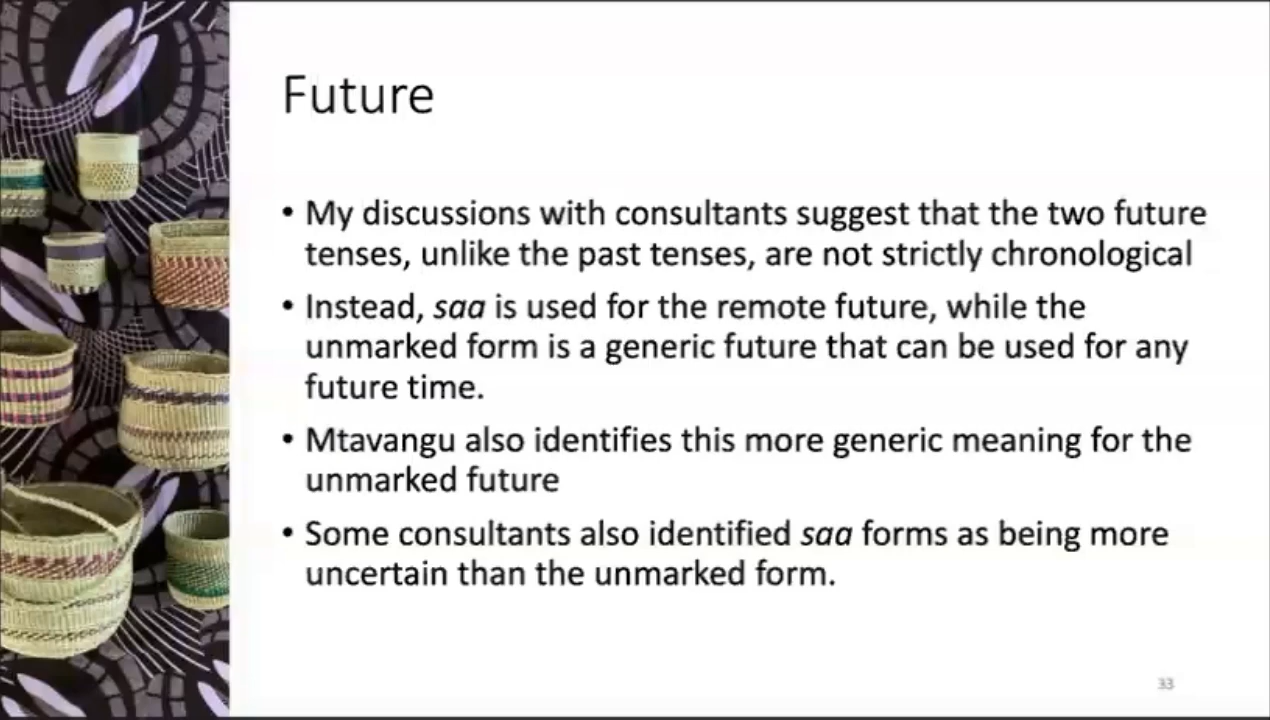 Future
• My discussions with consultants suggest that the two future
tenses, unlike the past tenses, are not strictly chronological
• Instead, saa is used for the remote future, while the
unmarked form is a generic future that can be used for any
future time.
• Mtavangu also identifies this more generic meaning for the
unmarked future
• Some consultants also identified saa forms as being more
uncertain than the unmarked form.
33